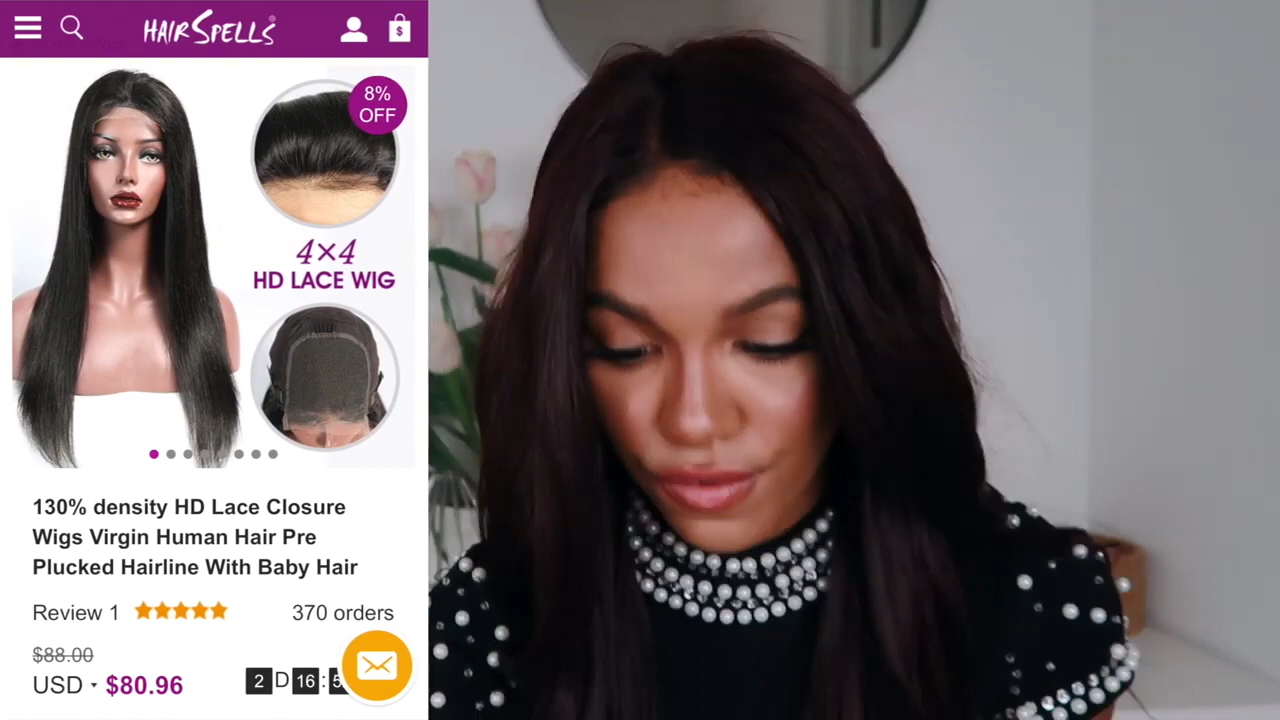 HAIRSPELLS®
$
8%
OFF
4×4
HD LACE WIG
130% density HD Lace Closure
Wigs Virgin Human Hair Pre
Plucked Hairline With Baby Hair
Review 1 370 orders
$88.00
USD $80.96 2 D 16 : 5